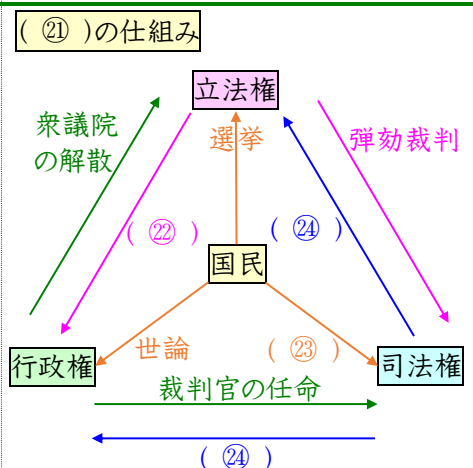 ( ㉑ )の仕組み
立法権
衆議院
の解散
選挙
弾劾裁判
( ㉒ )
( ㉔ )
国民
行政権
世論
( ㉓ )
司法権
裁判官の任命
( ㉔ )